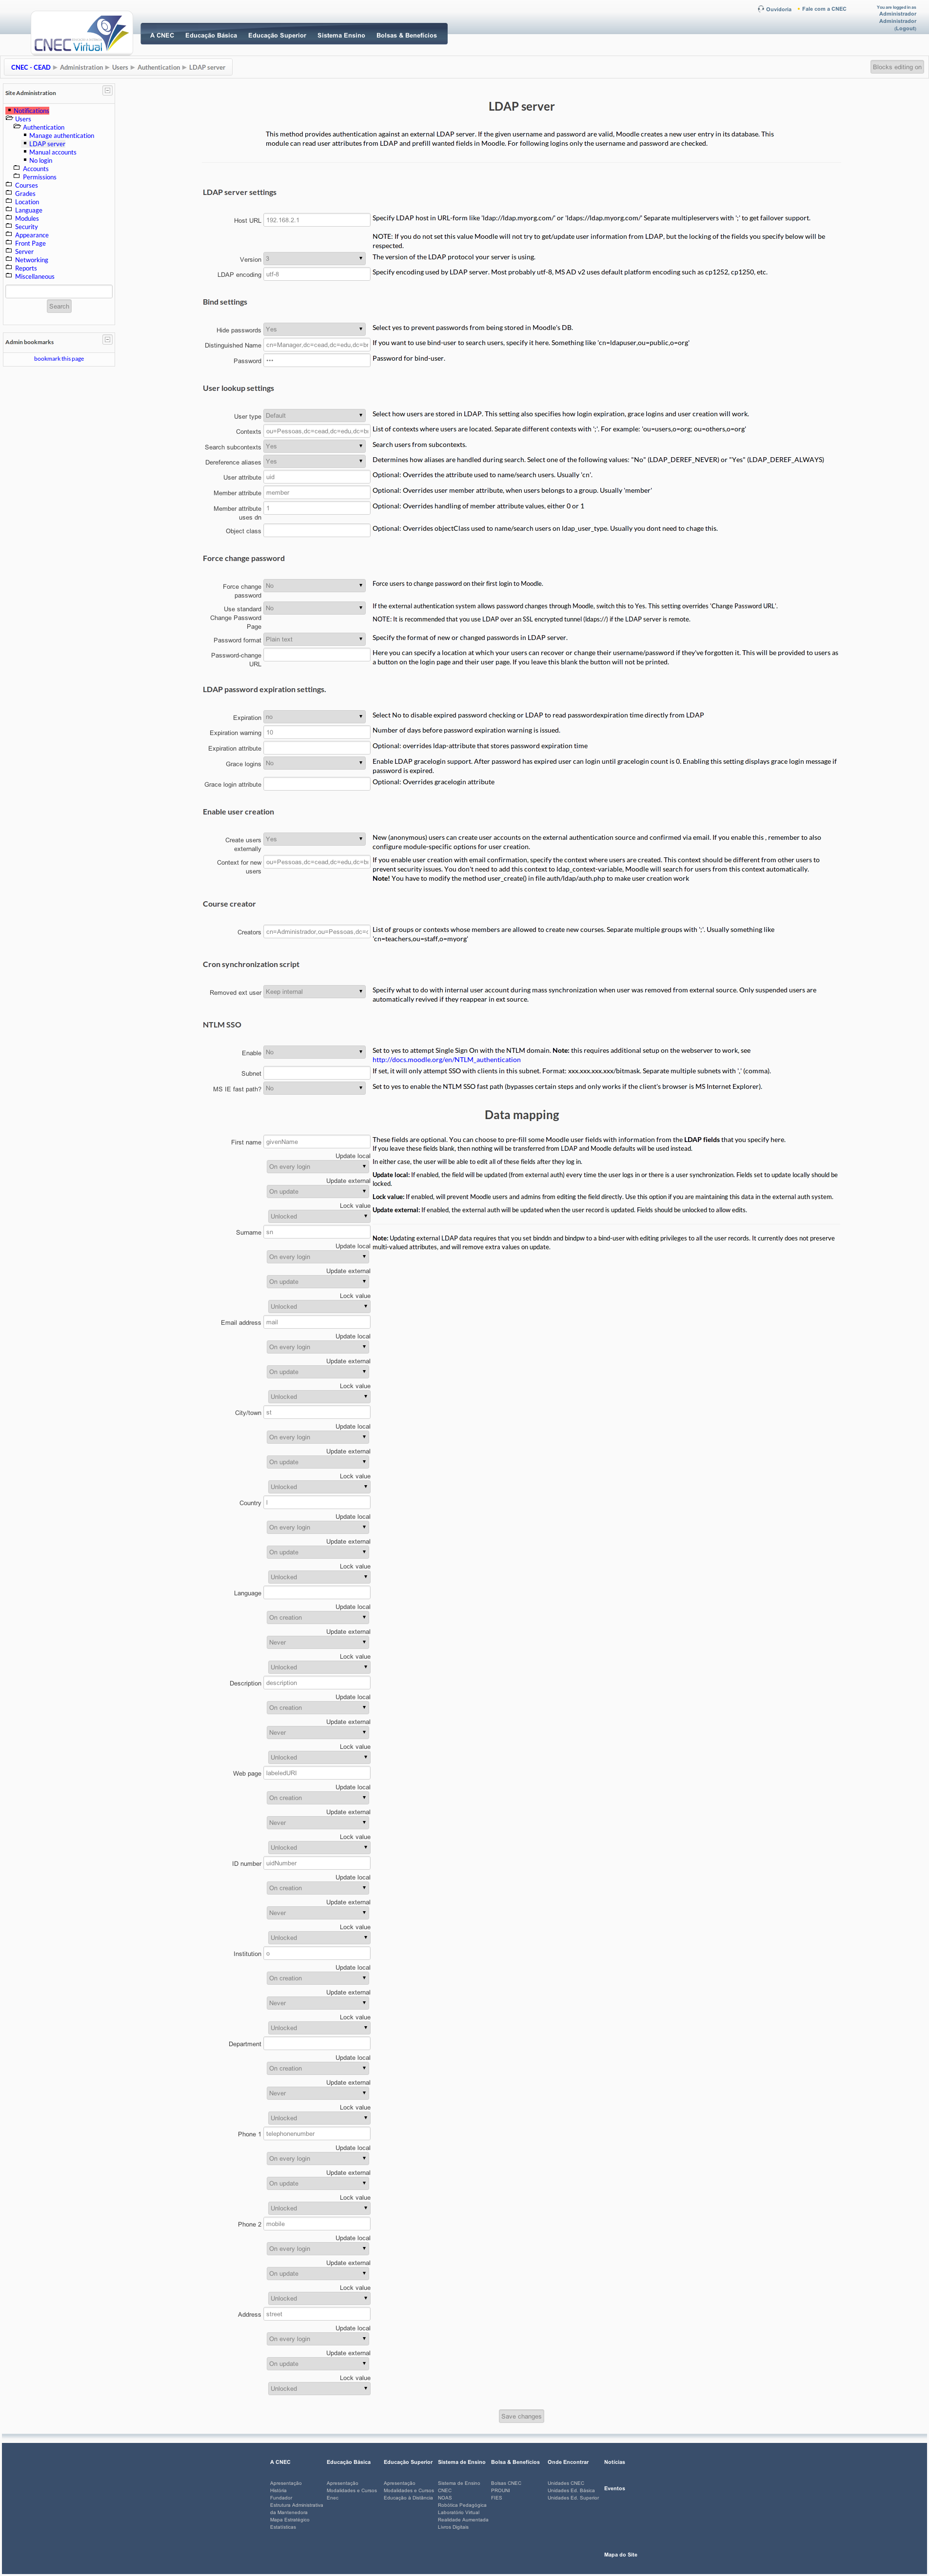 Ouvidoria
Fale com a CNEC
You are logged in as
Administrador
Administrador
(Logout)
CNEC
Virtual
A CNEC Educação Básica Educação Superior Sistema Ensino Bolsas & Benefícios
CNEC - CEAD ► Administration ► Users ► Authentication ► LDAP server
Blocks editing on
Site Administration
Notifications
Users
Authentication
Manage authentication
LDAP server
Manual accounts
No login
Accounts
Permissions
Courses
Grades
Location
Language
Modules
Security
Appearance
Front Page
Server
Networking
Reports
Miscellaneous
Search
Admin bookmarks
bookmark this page
LDAP server
This method provides authentication against an external LDAP server. If the given username and password are valid, Moodle creates a new user entry in its database. This
module can read user attributes from LDAP and prefill wanted fields in Moodle. For following logins only the username and password are checked.
LDAP server settings
Host URL 192.168.2.1 Specify LDAP host in URL-form like 'ldap://ldap.myorg.com/' or 'ldaps://ldap.myorg.com/' Separate multipleservers with ';' to get failover support.
NOTE: If you do not set this value Moodle will not try to get/update user information from LDAP, but the locking of the fields you specify below will be
respected.
Version 3 The version of the LDAP protocol your server is using.
LDAP encoding utf-8 Specify encoding used by LDAP server. Most probably utf-8, MS AD v2 uses default platform encoding such as cp1252, cp1250, etc.
Bind settings
Hide passwords Yes Select yes to prevent passwords from being stored in Moodle's DB.
Distinguished Name cn=Manager,dc=cead,dc=edu,dc=b If you want to use bind-user to search users, specify it here. Something like 'cn=ldapuser,ou=public,o=org'
Password ••• Password for bind-user.
User lookup settings
User type Default Select how users are stored in LDAP. This setting also specifies how login expiration, grace logins and user creation will work.
Contexts ou=Pessoas,dc=cead,dc=edu,dc=b List of contexts where users are located. Separate different contexts with ';'. For example: 'ou=users,o=org; ou=others,o=org'
Search subcontexts Yes Search users from subcontexts.
Dereference aliases Yes Determines how aliases are handled during search. Select one of the following values: "No" (LDAP_DEREF_NEVER) or "Yes" (LDAP_DEREF_ALWAYS)
User attribute uid Optional: Overrides the attribute used to name/search users. Usually 'cn'.
Member attribute member Optional: Overrides user member attribute, when users belongs to a group. Usually 'member'
Member attribute
uses dn 1 Optional: Overrides handling of member attribute values, either 0 or 1
Object class Optional: Overrides objectClass used to name/search users on ldap_user_type. Usually you dont need to chage this.
Force change password
Force change
password No Force users to change password on their first login to Moodle.
Use standard
Change Password
Page No If the external authentication system allows password changes through Moodle, switch this to Yes. This setting overrides 'Change Password URL'.
NOTE: It is recommended that you use LDAP over an SSL encrypted tunnel (ldaps://) if the LDAP server is remote.
Password format Plain text Specify the format of new or changed passwords in LDAP server.
Password-change
URL Here you can specify a location at which your users can recover or change their username/password if they've forgotten it. This will be provided to users as
a button on the login page and their user page. If you leave this blank the button will not be printed.
LDAP password expiration settings.
Expiration no Select No to disable expired password checking or LDAP to read passwordexpiration time directly from LDAP
Expiration warning 10 Number of days before password expiration warning is issued.
Expiration attribute Optional: overrides ldap-attribute that stores password expiration time
Grace logins No Enable LDAP gracelogin support. After password has expired user can login until gracelogin count is 0. Enabling this setting displays grace login message if
password is expired.
Grace login attribute Optional: Overrides gracelogin attribute
Enable user creation
Create users
externally Yes New (anonymous) users can create user accounts on the external authentication source and confirmed via email. If you enable this , remember to also
configure module-specific options for user creation.
Context for new
users ou=Pessoas,dc=cead,dc=edu,dc=b If you enable user creation with email confirmation, specify the context where users are created. This context should be different from other users to
prevent security issues. You don't need to add this context to ldap_context-variable, Moodle will search for users from this context automatically.
Note! You have to modify the method user_create() in file auth/ldap/auth.php to make user creation work
Course creator
Creators cn=Administrador,ou=Pessoas,dc= List of groups or contexts whose members are allowed to create new courses. Separate multiple groups with ';'. Usually something like
'cn=teachers,ou=staff,o=myorg'
Cron synchronization script
Removed ext user Keep internal Specify what to do with internal user account during mass synchronization when user was removed from external source. Only suspended users are
automatically revived if they reappear in ext source.
NTLM SSO
Enable No Set to yes to attempt Single Sign On with the NTLM domain. Note: this requires additional setup on the webserver to work, see
http://docs.moodle.org/en/NTLM_authentication
Subnet If set, it will only attempt SSO with clients in this subnet. Format: xxx.xxx.xxx.xxx/bitmask. Separate multiple subnets with ',' (comma).
MS IE fast path? No Set to yes to enable the NTLM SSO fast path (bypasses certain steps and only works if the client's browser is MS Internet Explorer).
Data mapping
First name givenName These fields are optional. You can choose to pre-fill some Moodle user fields with information from the LDAP fields that you specify here.
If you leave these fields blank, then nothing will be transferred from LDAP and Moodle defaults will be used instead.
In either case, the user will be able to edit all of these fields after they log in.
Update local: If enabled, the field will be updated (from external auth) every time the user logs in or there is a user synchronization. Fields set to update locally should be
locked.
Lock value: If enabled, will prevent Moodle users and admins from editing the field directly. Use this option if you are maintaining this data in the external auth system.
Update external: If enabled, the external auth will be updated when the user record is updated. Fields should be unlocked to allow edits.
Note: Updating external LDAP data requires that you set binddn and bindpw to a bind-user with editing privileges to all the user records. It currently does not preserve
multi-valued attributes, and will remove extra values on update.
Update local
On every login
Update external
On update
Lock value
Unlocked
Surname sn
Update local
On every login
Update external
On update
Lock value
Unlocked
Email address mail
Update local
On every login
Update external
On update
Lock value
Unlocked
City/town st
Update local
On every login
Update external
On update
Lock value
Unlocked
Country l
Update local
On every login
Update external
On update
Lock value
Unlocked
Language
Update local
On creation
Update external
Never
Lock value
Unlocked
Description description
Update local
On creation
Update external
Never
Lock value
Unlocked
Web page labeledURI
Update local
On creation
Update external
Never
Lock value
Unlocked
ID number uidNumber
Update local
On creation
Update external
Never
Lock value
Unlocked
Institution o
Update local
On creation
Update external
Never
Lock value
Unlocked
Department
Update local
On creation
Update external
Never
Lock value
Unlocked
Phone 1 telephonenumber
Update local
On every login
Update external
On update
Lock value
Unlocked
Phone 2 mobile
Update local
On every login
Update external
On update
Lock value
Unlocked
Address street
Update local
On every login
Update external
On update
Lock value
Unlocked
Save changes
A CNEC
Apresentação
História
Fundador
Estrutura Administrativa
da Mantenedora
Mapa Estratégico
Estatísticas
Educação Básica
Apresentação
Modalidades e Cursos
Enec
Educação Superior
Apresentação
Modalidades e Cursos
Educação à Distância
Sistema de Ensino
Sistema de Ensino
CNEC
NOAS
Robótica Pedagógica
Laboratório Virtual
Realidade Aumentada
Livros Digitais
Bolsa & Benefícios
Bolsas CNEC
PROUNI
FIES
Onde Encontrar
Unidades CNEC
Unidades Ed. Básica
Unidades Ed. Superior
Notícias
Eventos
Mapa do Site